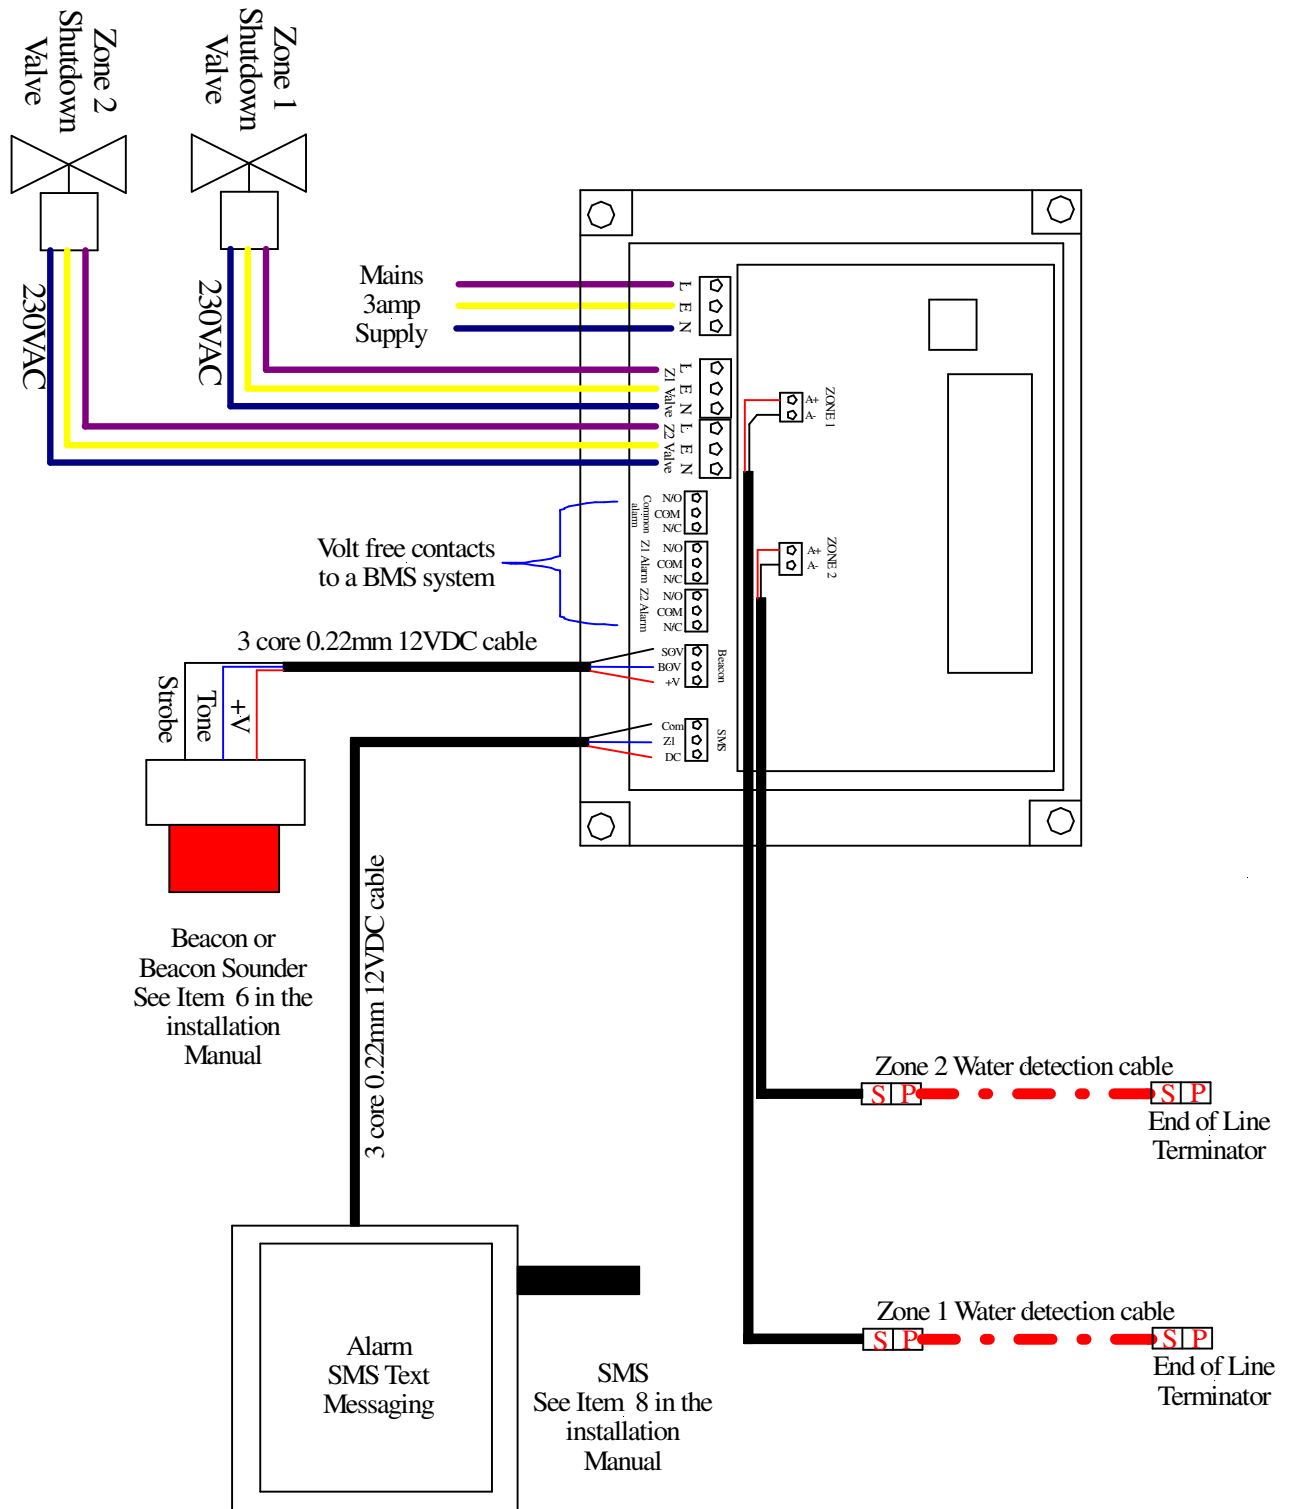 Zone 2
Shutdown
Valve
Zone 1
Shutdown
Valve
230VAC
230VAC
Mains
3amp
Supply
L
E
N
L
E
N
Z1 Valve
L
E
N
Z2 Valve
N/O
COM
N/C
Common
alarm
N/O
COM
N/C
Z1 Alarm
N/O
COM
N/C
Z2 Alarm
Volt free contacts
to a BMS system
A+
A-
ZONE 1
A+
A-
ZONE 2
3 core 0.22mm 12VDC cable
SOV
BOV
+V
Beacon
Com
Z1
DC
SMS
Strobe
Tone
+V
Beacon or
Beacon Sounder
See Item 6 in the
installation
Manual
3 core 0.22mm 12VDC cable
Zone 2 Water detection cable
S P
S P
End of Line
Terminator
Zone 1 Water detection cable
S P
S P
End of Line
Terminator
Alarm
SMS Text
Messaging
SMS
See Item 8 in the
installation
Manual